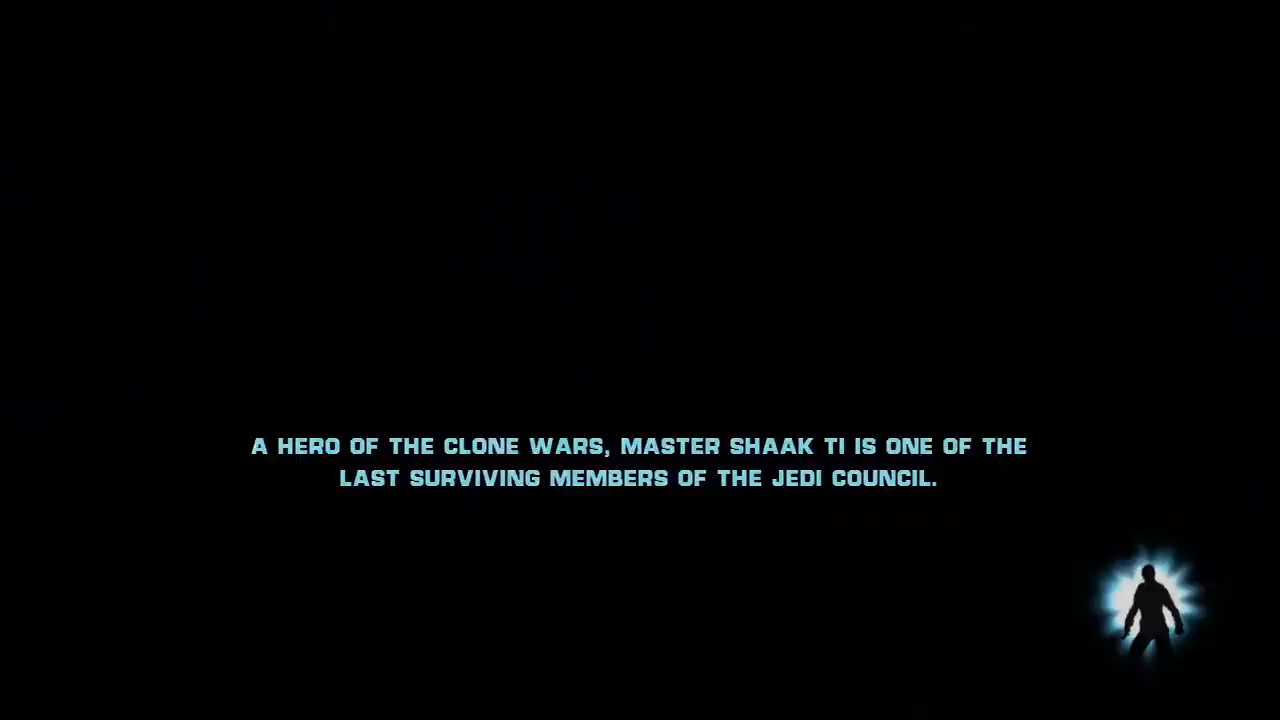 A HERO OF THE CLONE WARS, MASTER SHAAK TI IS ONE OF THE
LAST SURVIVING MEMBERS OF THE JEDI COUNCIL.